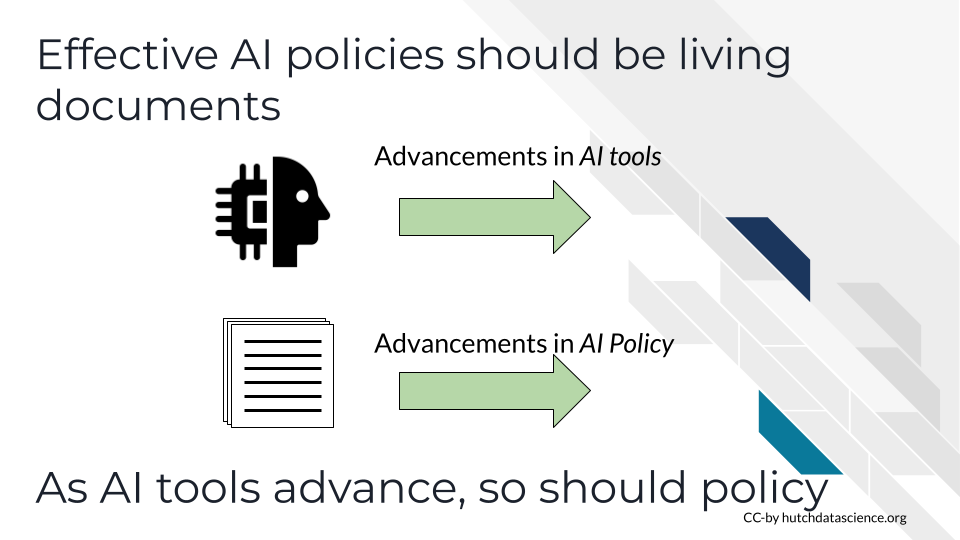 Effective AI policies should be living
documents
Advancements in AI tools
Advancements in AI Policy
As AI tools advance, so should policy
CC-by hutchdatascience.org